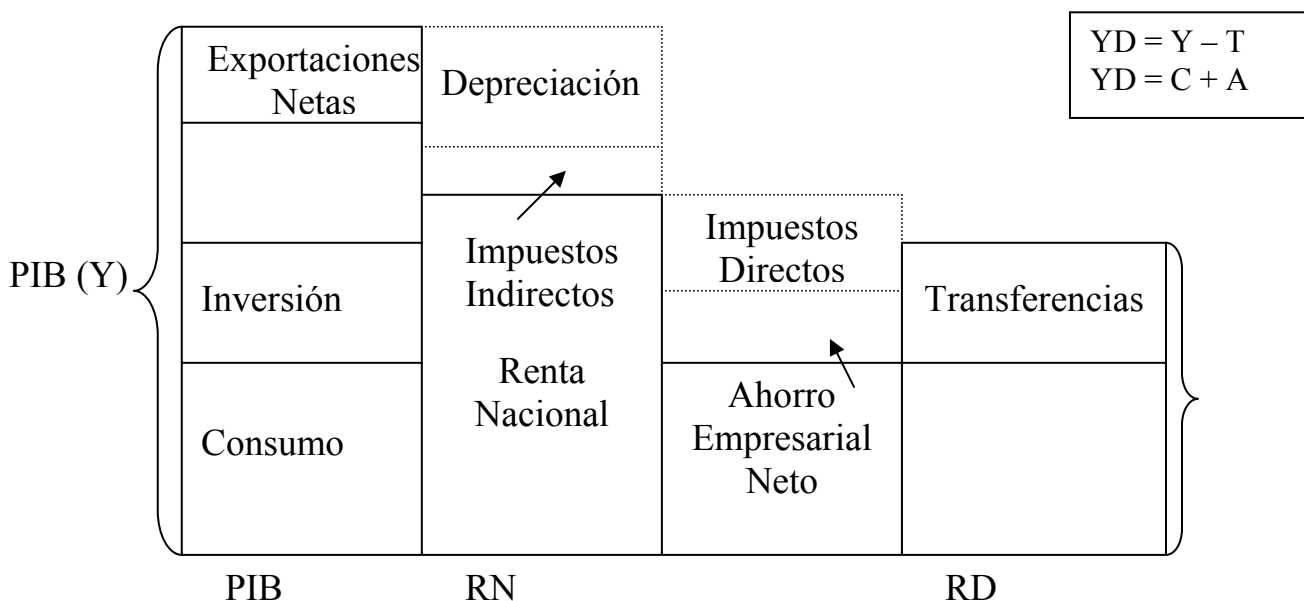 YD = Y – T
YD = C + A
Exportaciones
Netas
Depreciación
Impuestos
Directos
Impuestos
Indirectos
PIB (Y)
Inversión
Transferencias
Renta
Nacional
Ahorro
Empresarial
Neto
Consumo
PIB
RN
RD